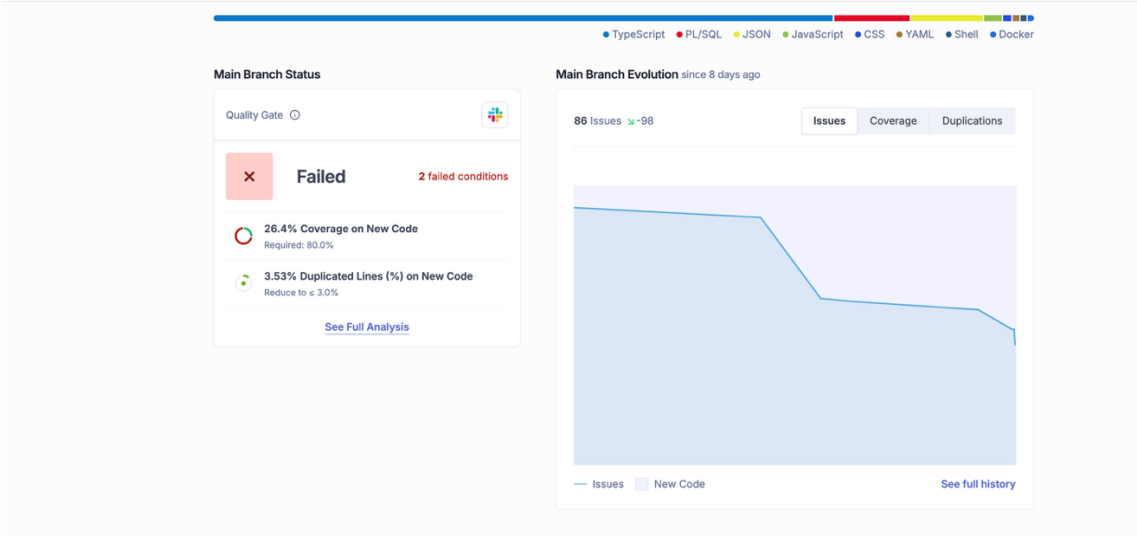 TypeScript PL/SQL JSON JavaScript CSS YAML Shell Docker
Main Branch Status
Quality Gate
Failed
2 failed conditions
26.4% Coverage on New Code
Required: 80.0%
3.53% Duplicated Lines (%) on New Code
Reduce to ≤ 3.0%
See Full Analysis
Main Branch Evolution since 8 days ago
86 Issues -98
Issues Coverage Duplications
Issues New Code
See full history